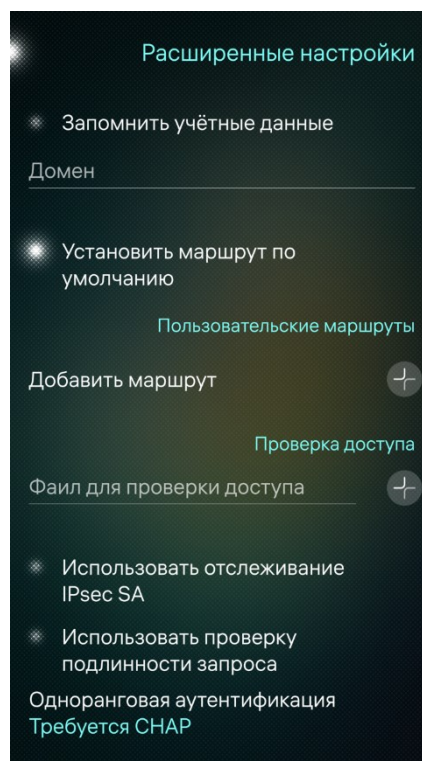 Расширенные настройки
Запомнить учётные данные
Домен
Установить маршрут по
умолчанию
Пользовательские маршруты
Добавить маршрут
Проверка доступа
Фаил для проверки доступа
Использовать отслеживание
IPsec SA
Использовать проверку
подлинности запроса
Одноранговая аутентификация
Требуется CHAP